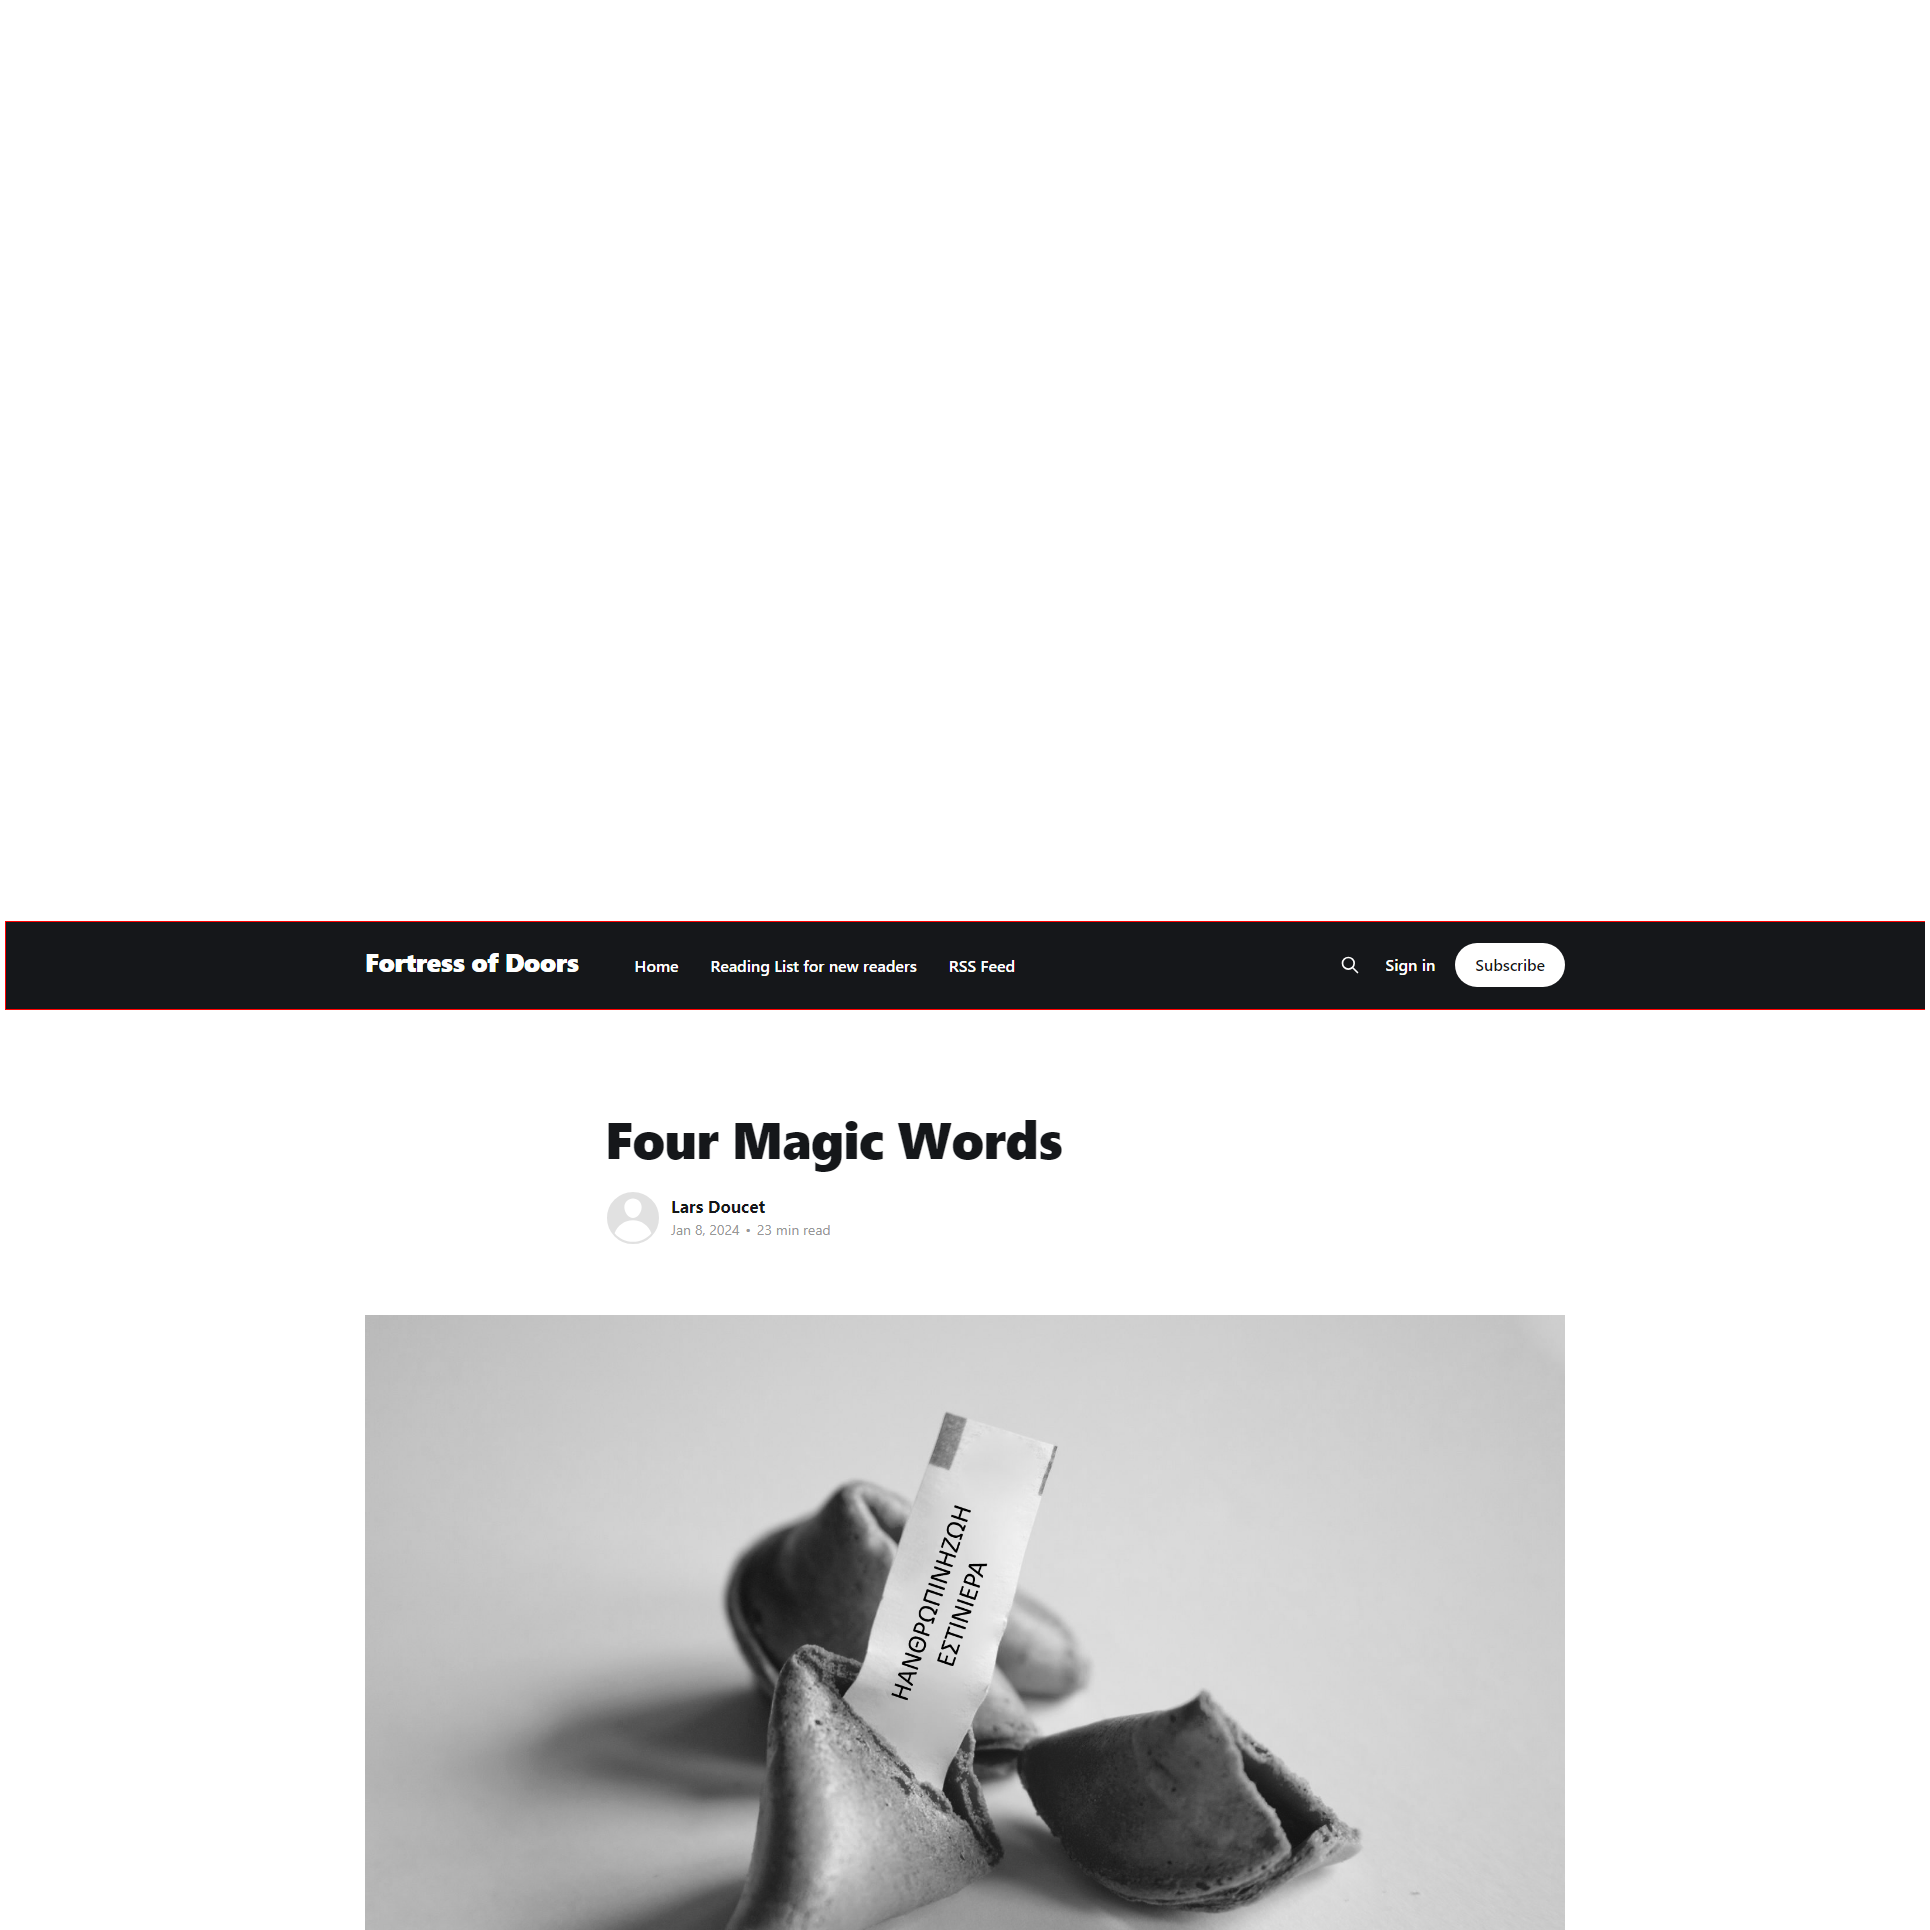 Fortress of Doors
Home
Reading List for new readers
RSS Feed
Sign in
Subscribe
Four Magic Words
Lars Doucet
Jan 8, 2024 • 23 min read
ΗΑΝΘΡΩΠΙΝΗΖΩΗ
ΕΣΤΙΝΙΕΡΑ